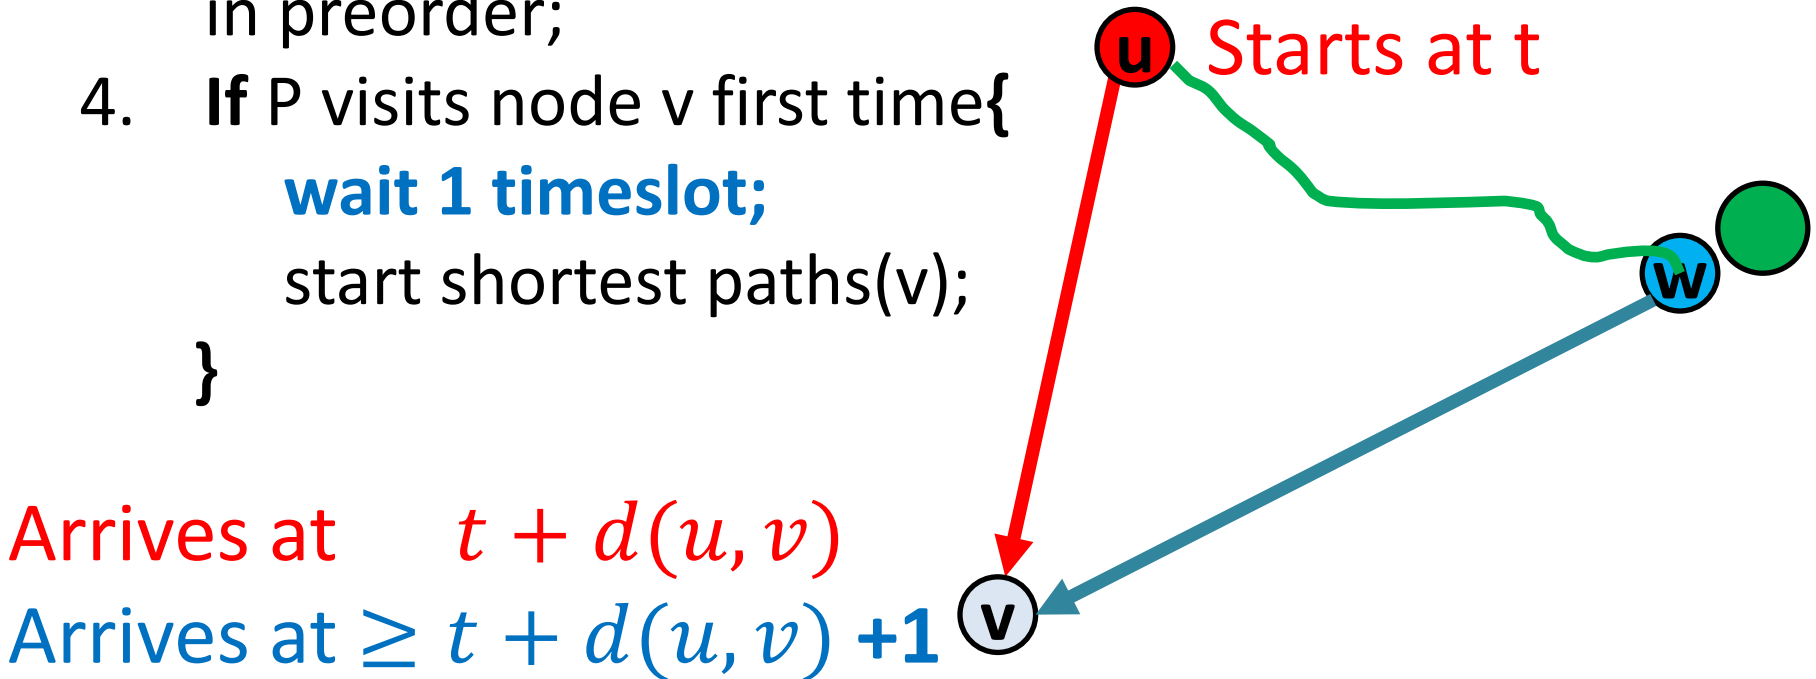 in preorder;
4. If P visits node v first time{
wait 1 timeslot;
start shortest paths(v);
}
u Starts at t
w
Arrives at t + d(u, v)
Arrives at ≥ t + d(u, v) +1
v